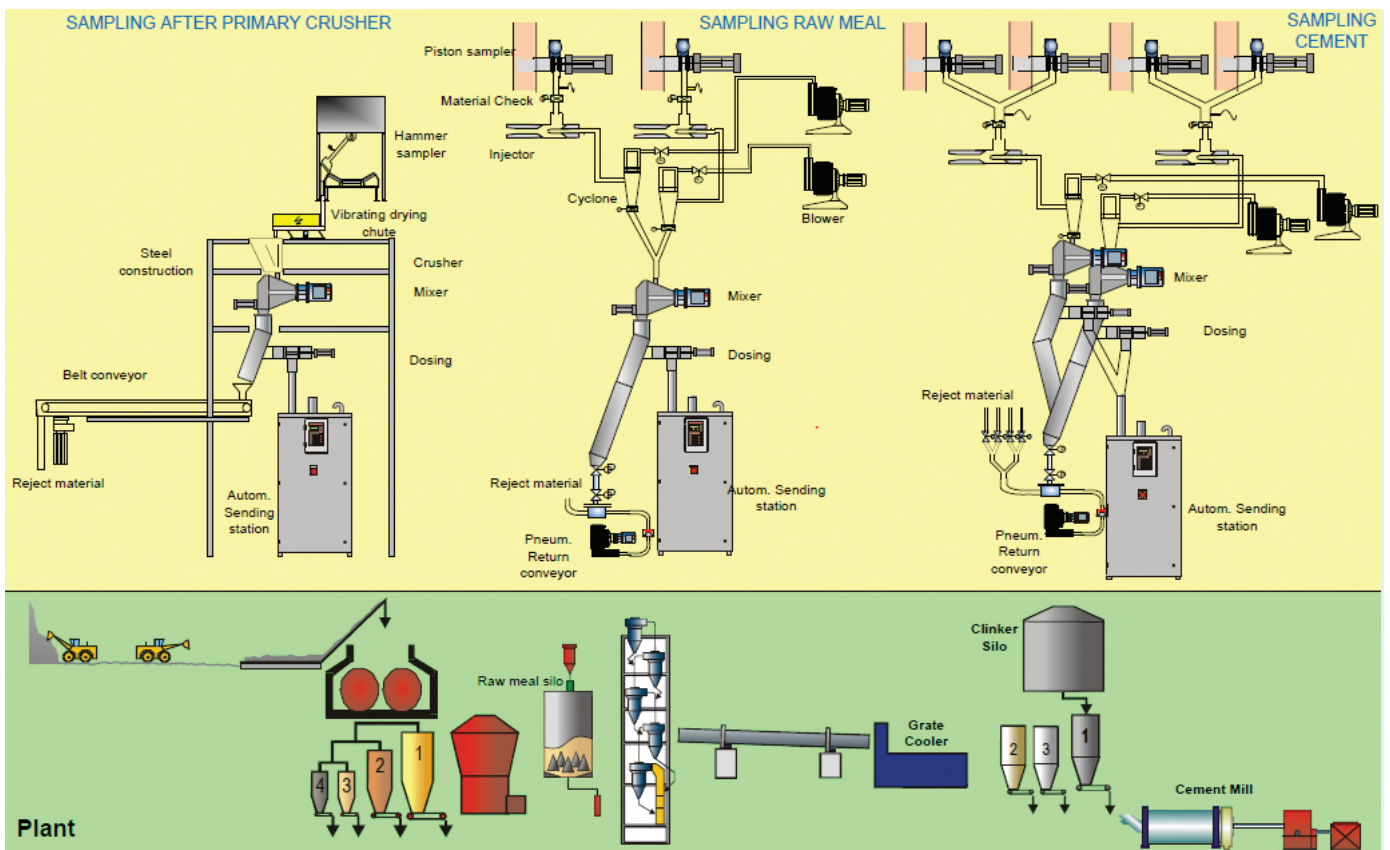 SAMPLING AFTER PRIMARY CRUSHER
SAMPLING RAW MEAL
SAMPLING
CEMENT
Piston sampler
Material Check
Hammer
sampler
Injector
Vibrating drying
chute
Cyclone
Blower
Steel
construction
Crusher
Mixer
Mixer
Mixer
Dosing
Dosing
Dosing
Belt conveyor
Reject material
Reject material
Reject material
Autom.
Sending
station
Autom. Sending
station
Autom. Sending
station
Pneum.
Return
conveyor
Pneum.
Return
conveyor
Clinker
Silo
Raw meal silo
Grate
Cooler
4
3
2
1
2
3
1
Cement Mill
Plant